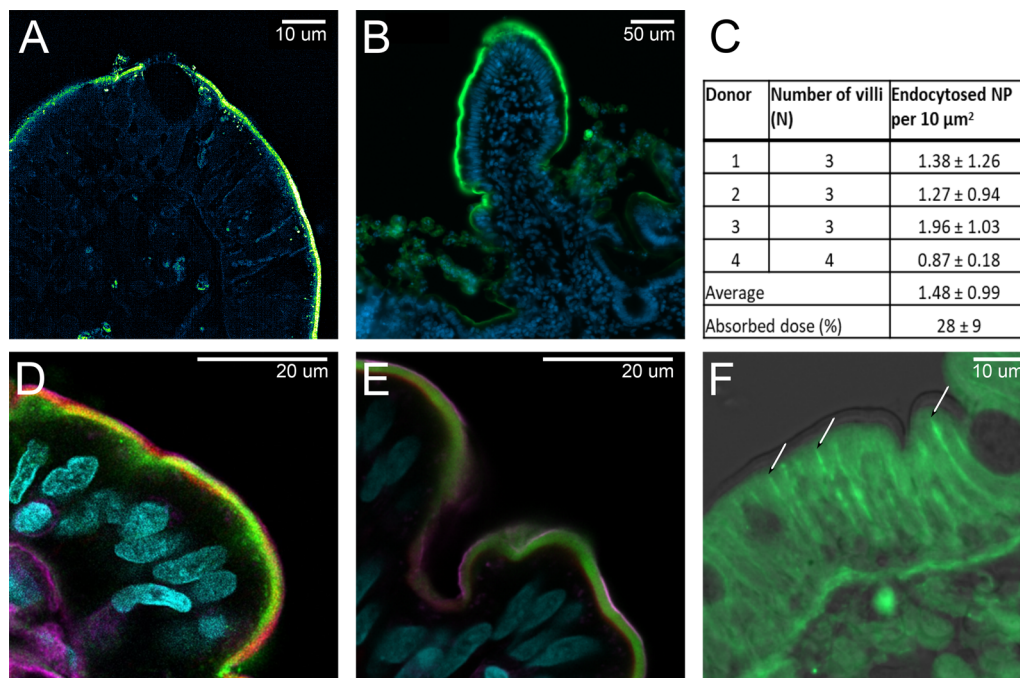 A
10 um
B
50 um
C
Donor Number of villi (N) Endocytosed NP per 10 µm²
1 3 1.38 ± 1.26
2 3 1.27 ± 0.94
3 3 1.96 ± 1.03
4 4 0.87 ± 0.18
Average 1.48 ± 0.99
Absorbed dose (%) 28 ± 9
D
20 um
E
20 um
F
10 um